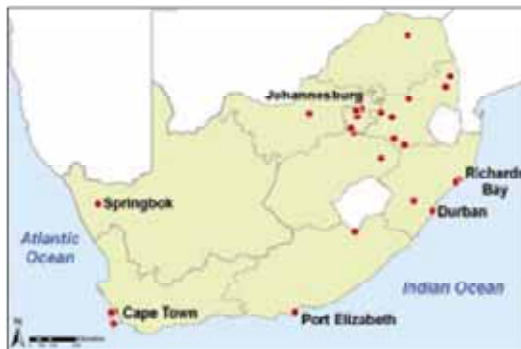 Johannesburg
Richards
Bay
Springbok
Durban
Atlantic
Ocean
Indian Ocean
Cape Town
Port Elizabeth
N